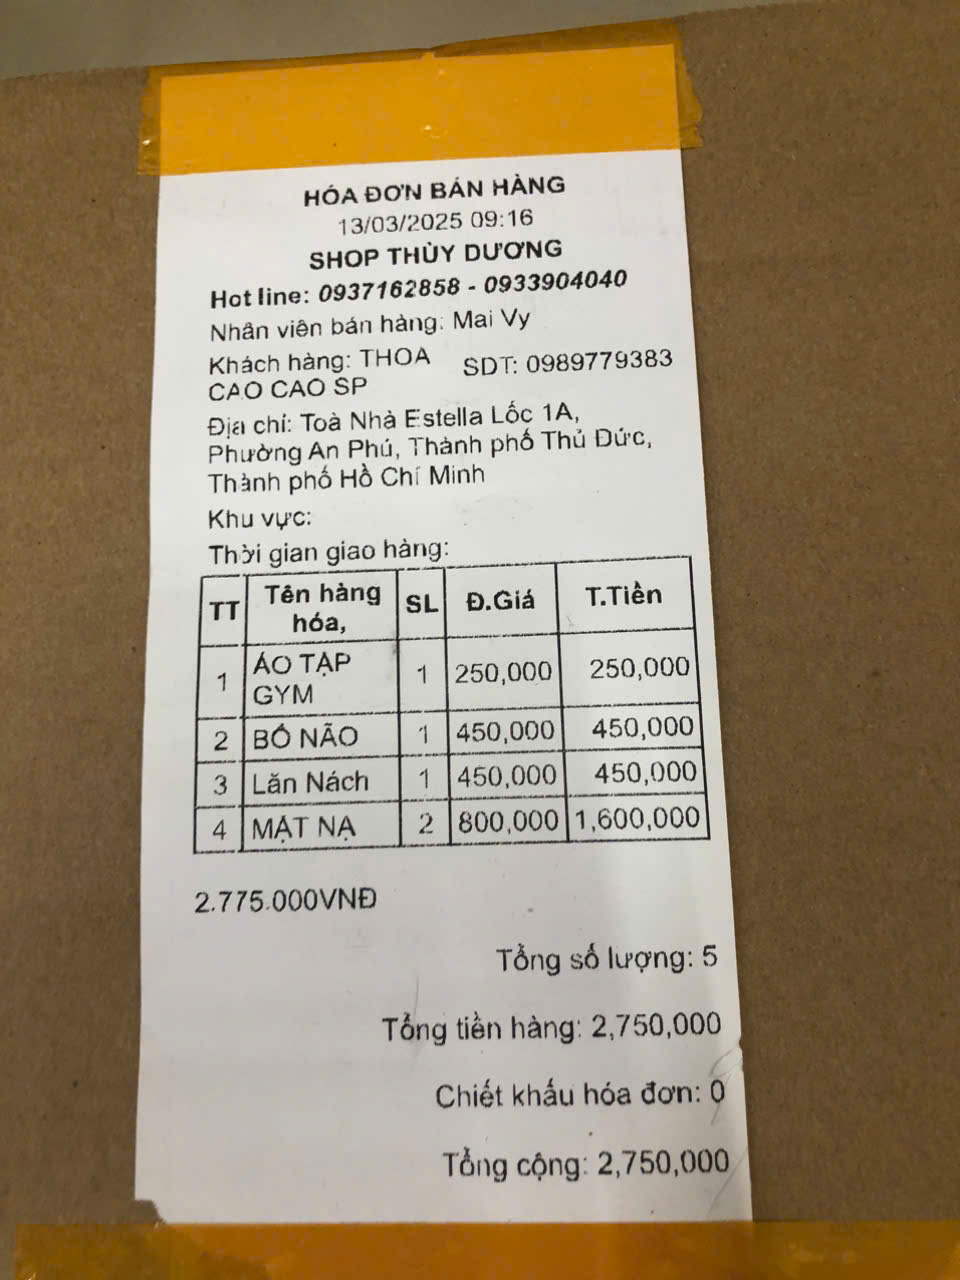 HÓA ĐƠN BÁN HÀNG
13/03/2025 09:16
SHOP THÙY DƯƠNG
Hot line: 0937162858 - 0933904040
Nhân viên bán hàng: Mai Vy
Khách hàng: THOA CAO CAO SP
SDT: 0989779383
Địa chỉ: Toà Nhà Estella Lốc 1A,
Phường An Phú, Thành phố Thủ Đức,
Thành phố Hồ Chí Minh
Khu vực:
Thời gian giao hàng:
TT Tên hàng hóa, SL Đ.Giá T.Tiền
1 ÁO TẬP GYM 1 250,000 250,000
2 BỔ NÃO 1 450,000 450,000
3 Lăn Nách 1 450,000 450,000
4 MẶT NẠ 2 800,000 1,600,000
2.775.000VNĐ
Tổng số lượng: 5
Tổng tiền hàng: 2,750,000
Chiết khấu hóa đơn: 0
Tổng cộng: 2,750,000